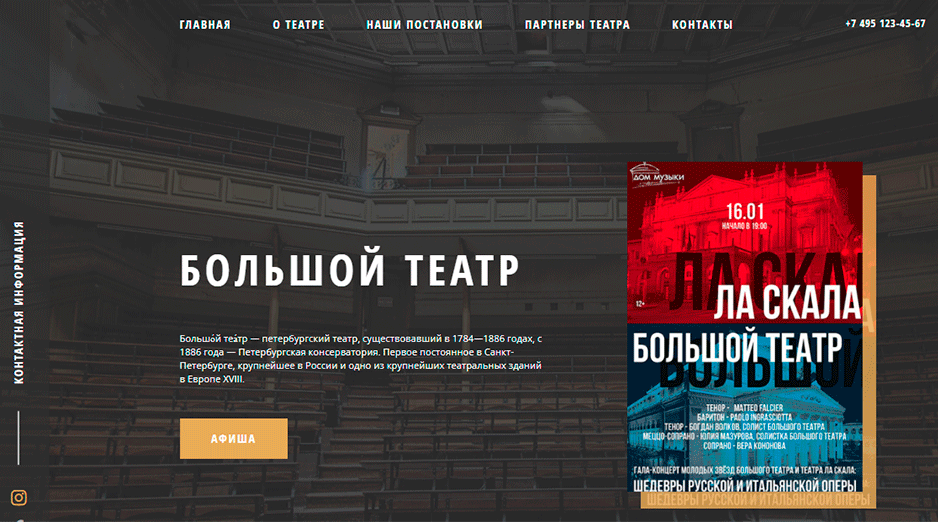 ГЛАВНАЯ
О ТЕАТРЕ
НАШИ ПОСТАНОВКИ
ПАРТНЕРЫ ТЕАТРА
КОНТАКТЫ
+7 495 123-45-67
КОНТАКТНАЯ ИНФОРМАЦИЯ
БОЛЬШОЙ ТЕАТР
Большо́й теа́тр — петербургский театр, существовавший в 1784—1886 годах, с
1886 года — Петербургская консерватория. Первое постоянное в Санкт-
Петербурге, крупнейшее в России и одно из крупнейших театральных зданий
в Европе XVIII.
АФИША
ДОМ МУЗЫКИ
16.01
НАЧАЛО В 19:00
ЛА СКАЛ
12+
ЛА СКАЛА
БОЛЬШОЙ ТЕАТР
БОЛЬШОЙ
ТЕНОР - MATTEO FALCIER
БАРИТОН - PAOLO INGRASCIOTTA
ТЕНОР - БОГДАН ВОЛКОВ, СОЛИСТ БОЛЬШОГО ТЕАТРА
МЕЦЦО-СОПРАНО - ЮЛИЯ МАЗУРОВА, СОЛИСТКА БОЛЬШОГО ТЕАТРА
СОПРАНО - ВЕРА КОНОНОВА
ГАЛА-КОНЦЕРТ МОЛОДЫХ ЗВЁЗД БОЛЬШОГО ТЕАТРА И ТЕАТРА ЛА СКАЛА:
ШЕДЕВРЫ РУССКОЙ И ИТАЛЬЯНСКОЙ ОПЕРЫ
ШЕДЕВРЫ РУССКОЙ И ИТАЛЬЯНСКОЙ ОПЕРЫ